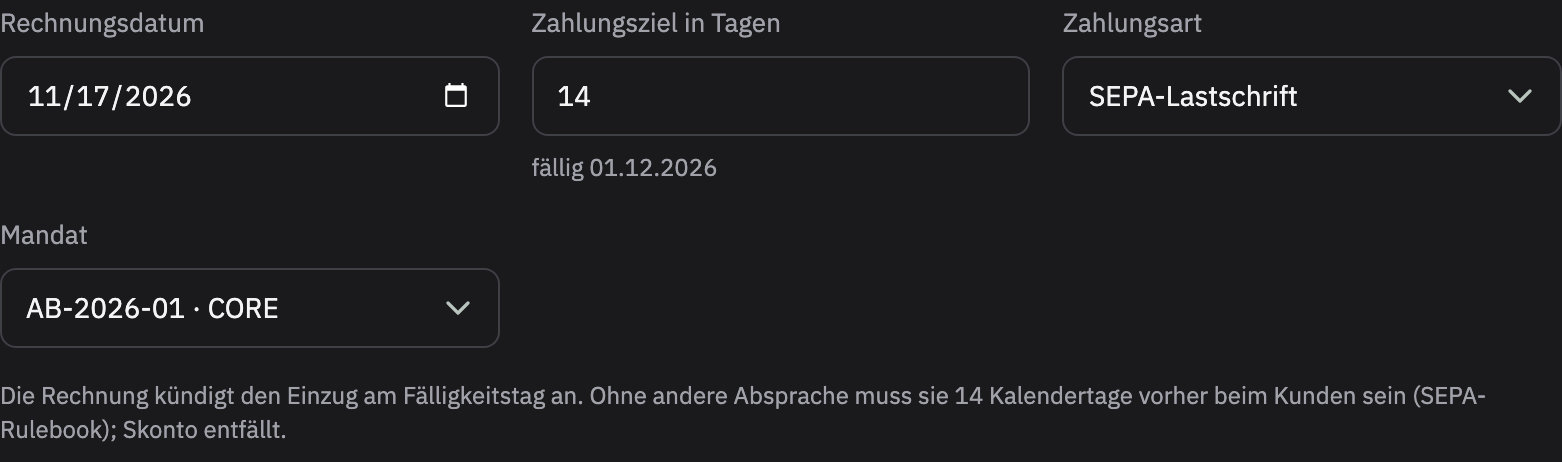 Rechnungsdatum
Zahlungsziel in Tagen
Zahlungsart
11/17/2026
14
SEPA-Lastschrift
fällig 01.12.2026
Mandat
AB-2026-01 · CORE
Die Rechnung kündigt den Einzug am Fälligkeitstag an. Ohne andere Absprache muss sie 14 Kalendertage vorher beim Kunden sein (SEPA-
Rulebook); Skonto entfällt.